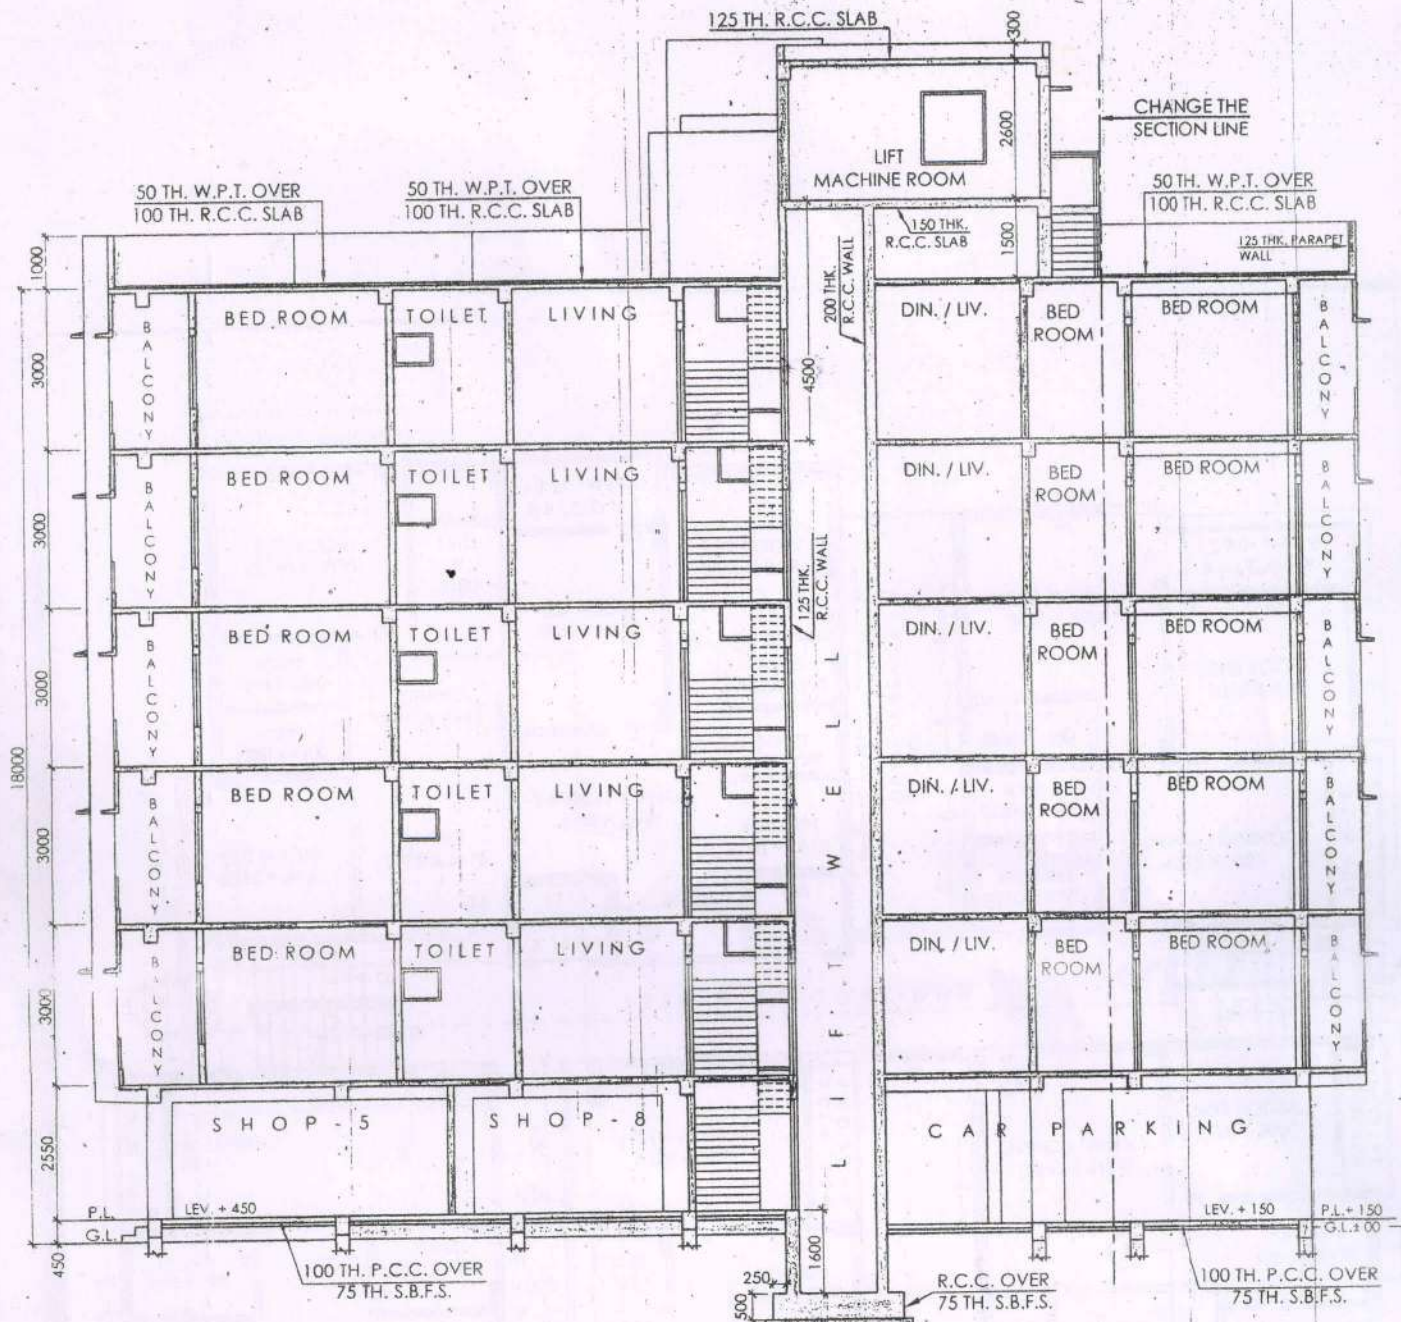 125 TH. R.C.C. SLAB
300
CHANGE THE
SECTION LINE
2600
LIFT
MACHINE ROOM
50 TH. W.P.T. OVER
100 TH. R.C.C. SLAB
50 TH. W.P.T. OVER
100 TH. R.C.C. SLAB
50 TH. W.P.T. OVER
100 TH. R.C.C. SLAB
150 THK.
R.C.C. SLAB
1500
125 THK. PARAPET
WALL
1000
200 THK.
R.C.C. WALL
BALCONY
BED ROOM
TOILET
LIVING
DIN. / LIV.
BED
ROOM
BED ROOM
BALCONY
3000
4500
BALCONY
BED ROOM
TOILET
LIVING
DIN. / LIV.
BED
ROOM
BED ROOM
BALCONY
3000
125 THK.
R.C.C. WALL
BALCONY
BED ROOM
TOILET
LIVING
DIN. / LIV.
BED
ROOM
BED ROOM
BALCONY
3000
18000
LIFT WELL
BALCONY
BED ROOM
TOILET
LIVING
DIN. / LIV.
BED
ROOM
BED ROOM
BALCONY
3000
BALCONY
BED ROOM
TOILET
LIVING
DIN. / LIV.
BED
ROOM
BED ROOM
BALCONY
3000
SHOP - 5
SHOP - 8
CAR PARKING
2550
P.L.
LEV. + 450
LEV. + 150
P.L. + 150
G.L.
G.L. ± 00
450
1600
100 TH. P.C.C. OVER
75 TH. S.B.F.S.
250
500
R.C.C. OVER
75 TH. S.B.F.S.
100 TH. P.C.C. OVER
75 TH. S.B.F.S.